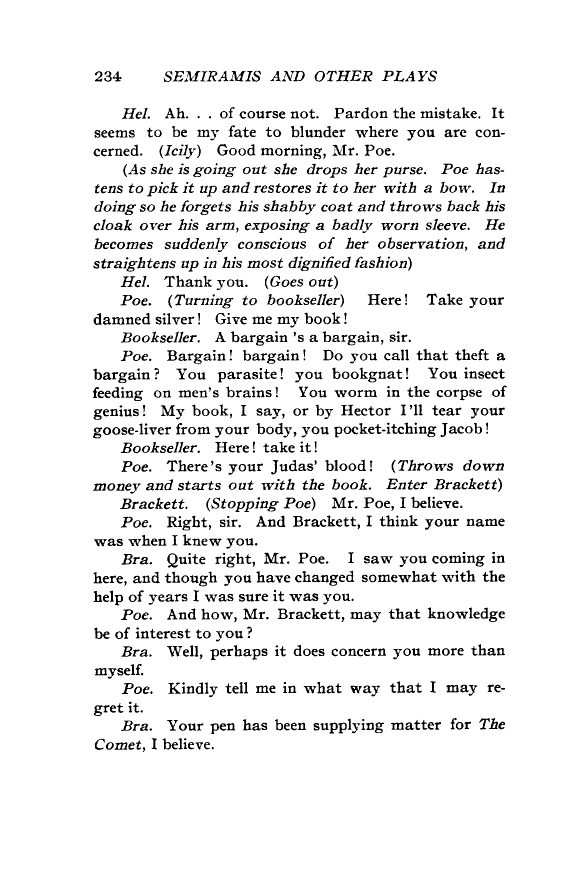 234 SEMIRAMIS AND OTHER PLAYS
Hel. Ah. . . of course not. Pardon the mistake. It
seems to be my fate to blunder where you are con-
cerned. (Icily) Good morning, Mr. Poe.
(As she is going out she drops her purse. Poe has-
tens to pick it up and restores it to her with a bow. In
doing so he forgets his shabby coat and throws back his
cloak over his arm, exposing a badly worn sleeve. He
becomes suddenly conscious of her observation, and
straightens up in his most dignified fashion)
Hel. Thank you. (Goes out)
Poe. (Turning to bookseller) Here! Take your
damned silver! Give me my book!
Bookseller. A bargain 's a bargain, sir.
Poe. Bargain! bargain! Do you call that theft a
bargain? You parasite! you bookgnat! You insect
feeding on men's brains! You worm in the corpse of
genius! My book, I say, or by Hector I'll tear your
goose-liver from your body, you pocket-itching Jacob!
Bookseller. Here! take it!
Poe. There's your Judas' blood! (Throws down
money and starts out with the book. Enter Brackett)
Brackett. (Stopping Poe) Mr. Poe, I believe.
Poe. Right, sir. And Brackett, I think your name
was when I knew you.
Bra. Quite right, Mr. Poe. I saw you coming in
here, and though you have changed somewhat with the
help of years I was sure it was you.
Poe. And how, Mr. Brackett, may that knowledge
be of interest to you?
Bra. Well, perhaps it does concern you more than
myself.
Poe. Kindly tell me in what way that I may re-
gret it.
Bra. Your pen has been supplying matter for The
Comet, I believe.